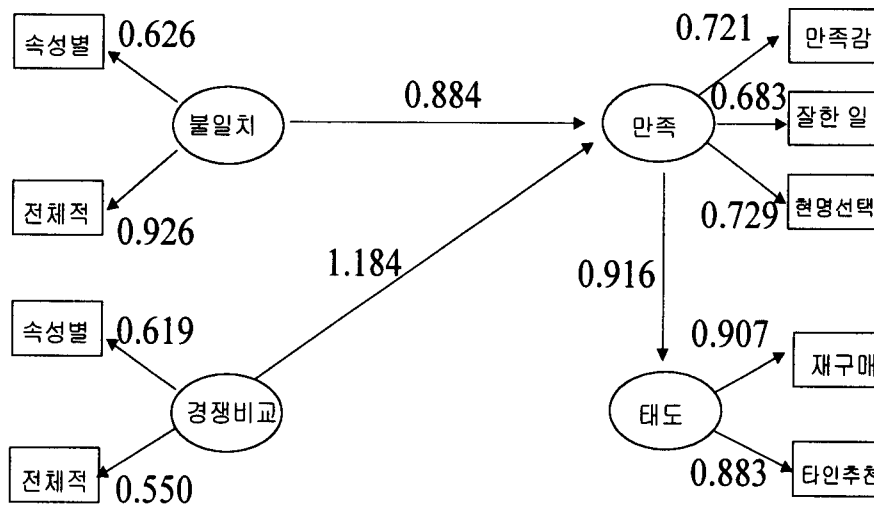 속성별
0.626
불일치
전체적
0.926
0.884
만족
0.721
만족감
0.683
잘한 일
0.729
현명선택
1.184
0.916
속성별
0.619
경쟁비교
전체적
0.550
태도
0.907
재구매
0.883
타인추천